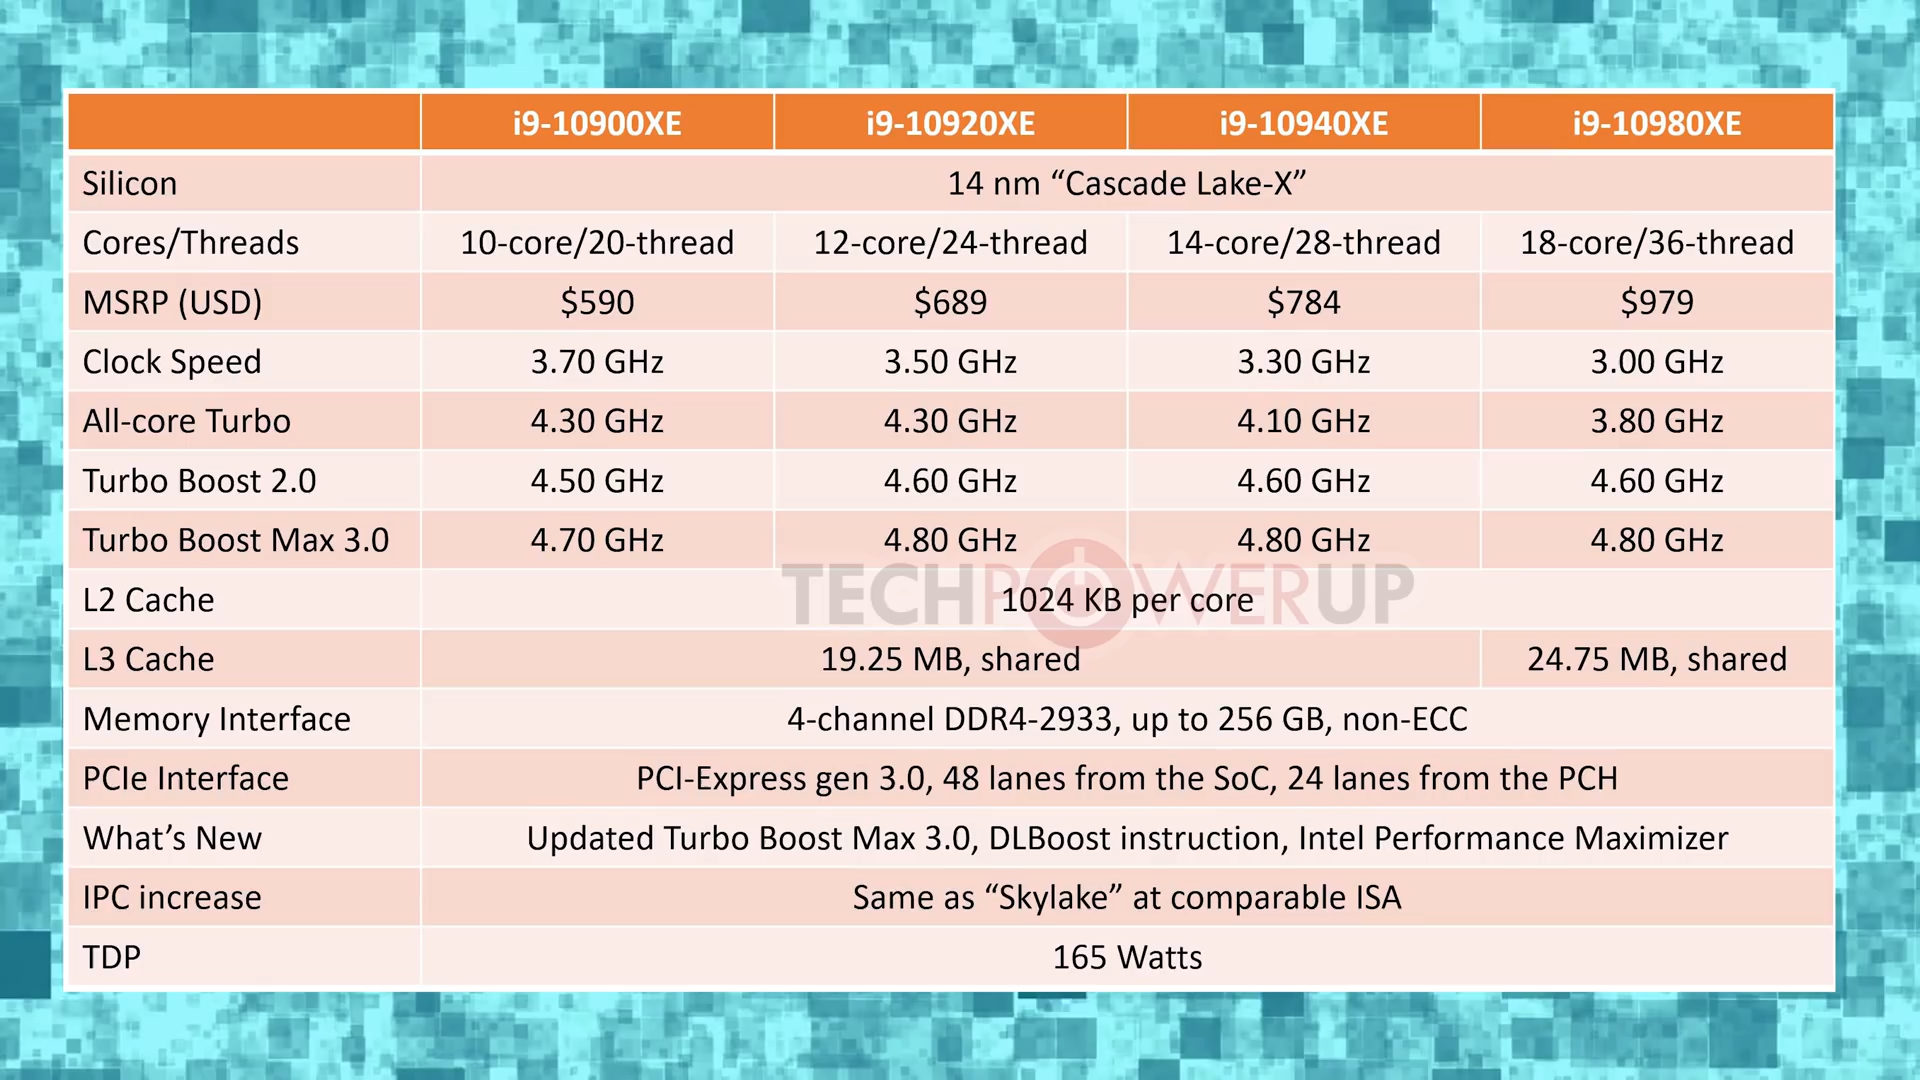 i9-10900XE i9-10920XE i9-10940XE i9-10980XE
Silicon 14 nm “Cascade Lake-X”
Cores/Threads 10-core/20-thread 12-core/24-thread 14-core/28-thread 18-core/36-thread
MSRP (USD) $590 $689 $784 $979
Clock Speed 3.70 GHz 3.50 GHz 3.30 GHz 3.00 GHz
All-core Turbo 4.30 GHz 4.30 GHz 4.10 GHz 3.80 GHz
Turbo Boost 2.0 4.50 GHz 4.60 GHz 4.60 GHz 4.60 GHz
Turbo Boost Max 3.0 4.70 GHz 4.80 GHz 4.80 GHz 4.80 GHz
TECHPOWERUP
L2 Cache 1024 KB per core
L3 Cache 19.25 MB, shared 24.75 MB, shared
Memory Interface 4-channel DDR4-2933, up to 256 GB, non-ECC
PCIe Interface PCI-Express gen 3.0, 48 lanes from the SoC, 24 lanes from the PCH
What’s New Updated Turbo Boost Max 3.0, DLBoost instruction, Intel Performance Maximizer
IPC increase Same as “Skylake” at comparable ISA
TDP 165 Watts